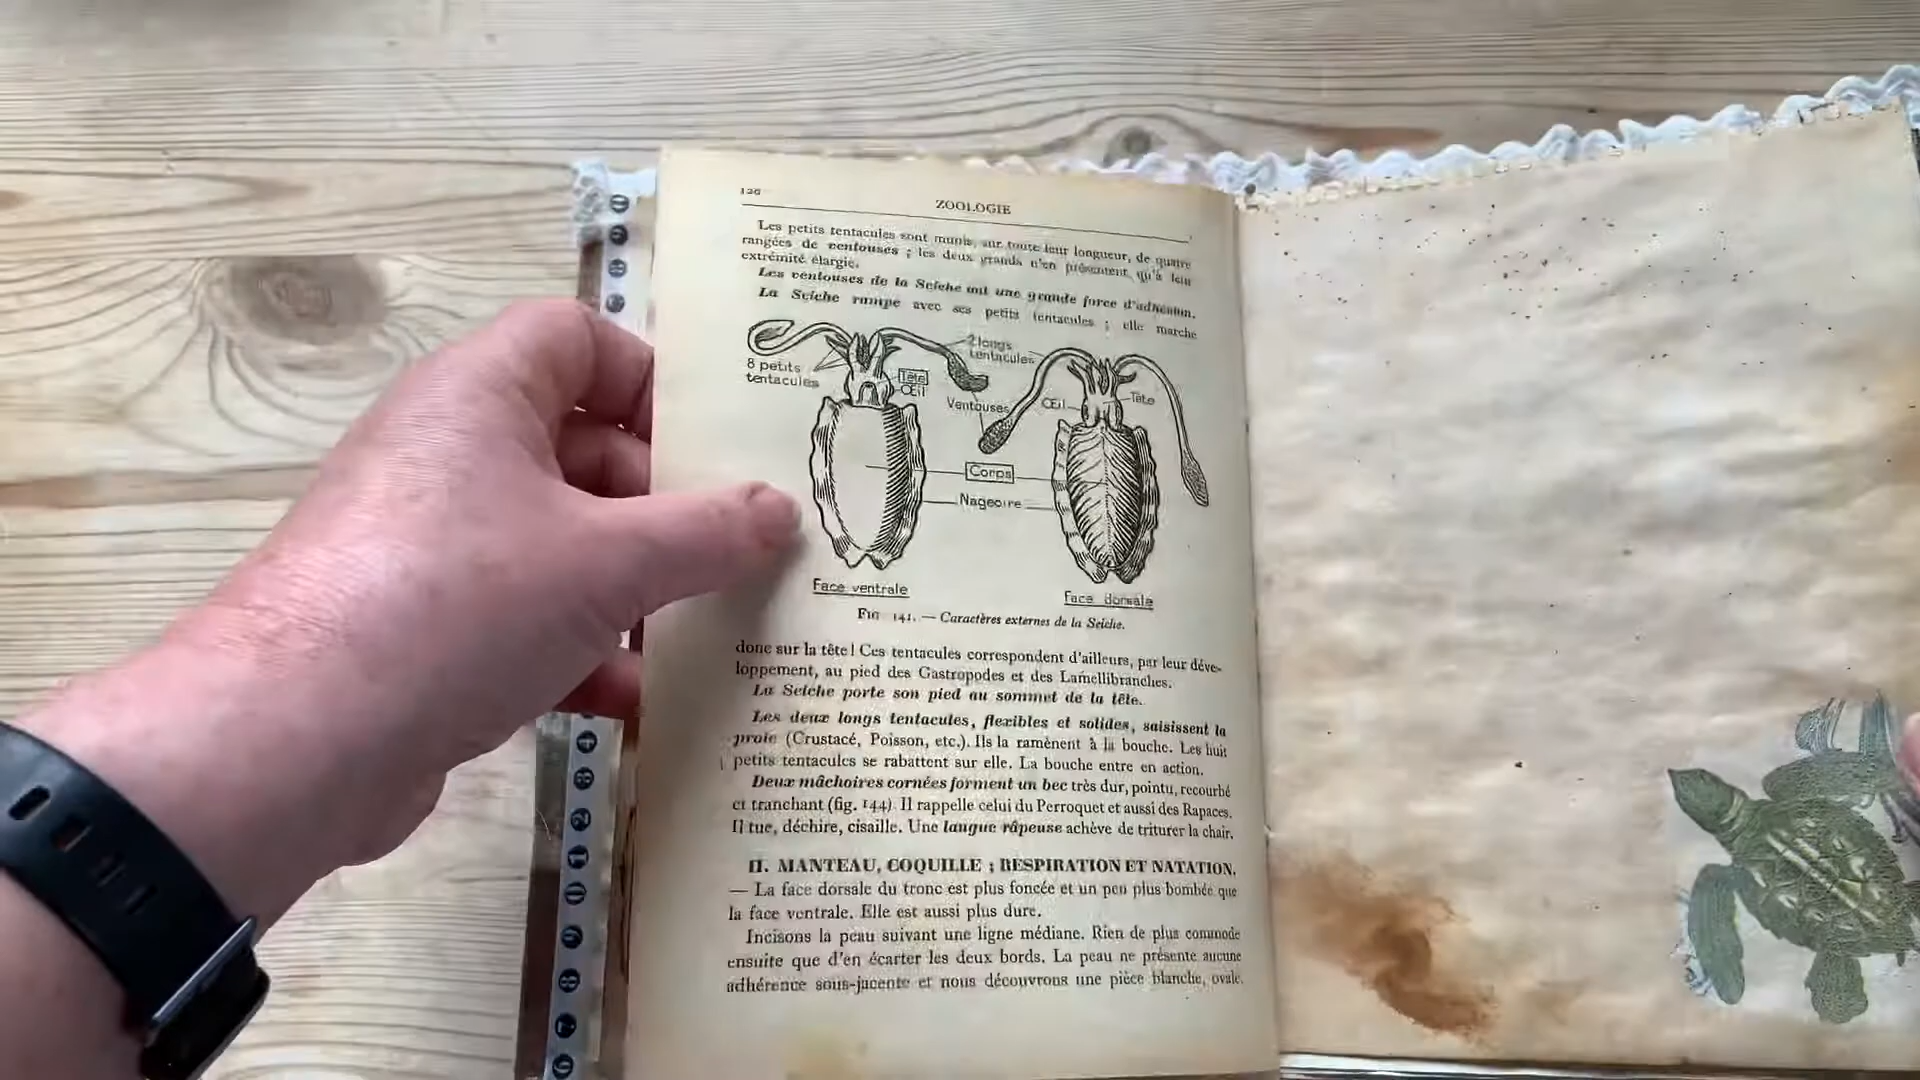 126
ZOOLOGIE
Les petits tentacules sont munis, sur toute leur longueur, de quatre
rangées de ventouses ; les deux grands n'en présentent qu'à leur
extrémité élargie.
Les ventouses de la Seiche ont une grande force d'adhésion.
La Seiche rampe avec ses petits tentacules ; elle marche
8 petits
tentacules
Tête
Œil
2 longs
tentacules
Ventouses
Œil
Tête
Corps
Nageoire
Face ventrale
Face dorsale
FIG. 141. — Caractères externes de la Seiche.
donc sur la tête ! Ces tentacules correspondent d'ailleurs, par leur déve-
loppement, au pied des Gastropodes et des Lamellibranches.
La Seiche porte son pied au sommet de la tête.
Les deux longs tentacules, flexibles et solides, saisissent la
proie (Crustacé, Poisson, etc.). Ils la ramènent à la bouche. Les huit
petits tentacules se rabattent sur elle. La bouche entre en action.
Deux mâchoires cornées forment un bec très dur, pointu, recourbé
et tranchant (fig. 144). Il rappelle celui du Perroquet et aussi des Rapaces.
Il tue, déchire, cisaille. Une langue râpeuse achève de triturer la chair.
II. MANTEAU, COQUILLE ; RESPIRATION ET NATATION.
— La face dorsale du tronc est plus foncée et un peu plus bombée que
la face ventrale. Elle est aussi plus dure.
Incisons la peau suivant une ligne médiane. Rien de plus commode
ensuite que d'en écarter les deux bords. La peau ne présente aucune
adhérence sous-jacente et nous découvrons une pièce blanche, ovale,